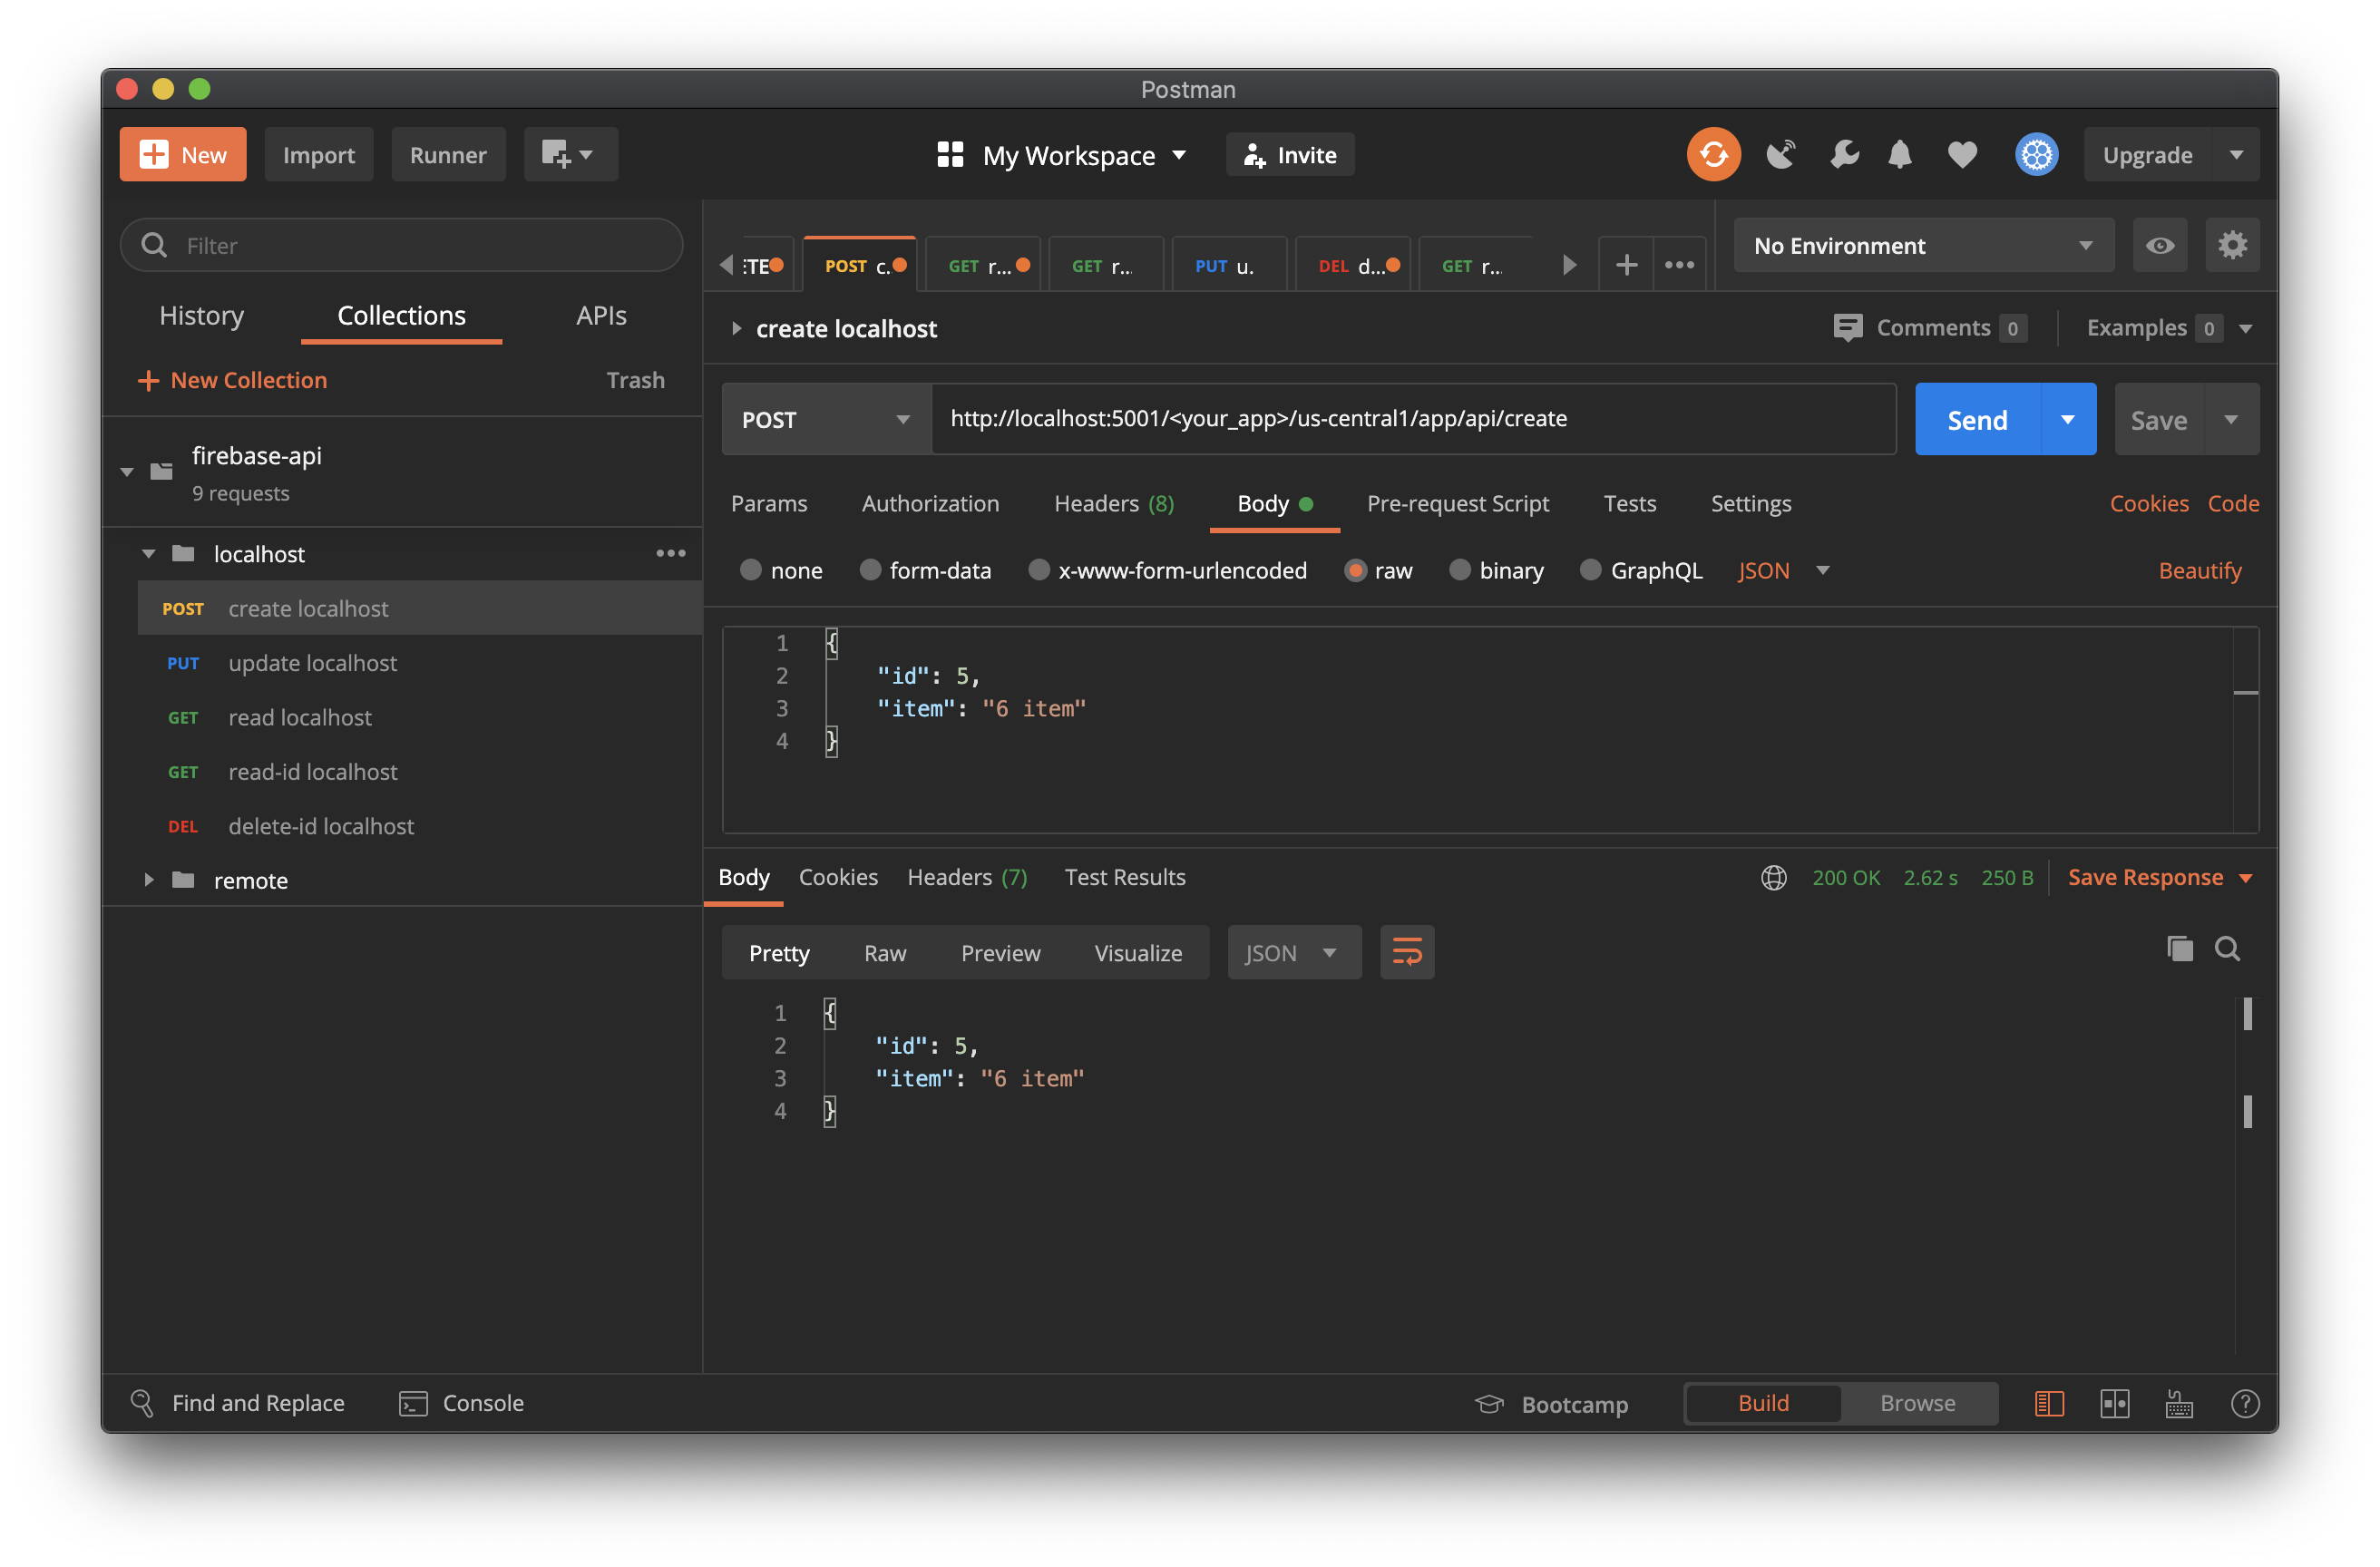 Postman
New
Import
Runner
My Workspace
Invite
Upgrade
Filter
History
Collections
APIs
New Collection
Trash
firebase-api
9 requests
localhost
POST create localhost
PUT update localhost
GET read localhost
GET read-id localhost
DEL delete-id localhost
remote
ETE
POST c.
GET r...
GET r...
PUT u.
DEL d...
GET r...
No Environment
create localhost
Comments 0
Examples 0
POST
http://localhost:5001/<your_app>/us-central1/app/api/create
Send
Save
Params
Authorization
Headers (8)
Body
Pre-request Script
Tests
Settings
Cookies
Code
none
form-data
x-www-form-urlencoded
raw
binary
GraphQL
JSON
Beautify
1 {
2 "id": 5,
3 "item": "6 item"
4 }
Body
Cookies
Headers (7)
Test Results
200 OK
2.62 s
250 B
Save Response
Pretty
Raw
Preview
Visualize
JSON
1 {
2 "id": 5,
3 "item": "6 item"
4 }
Find and Replace
Console
Bootcamp
Build
Browse